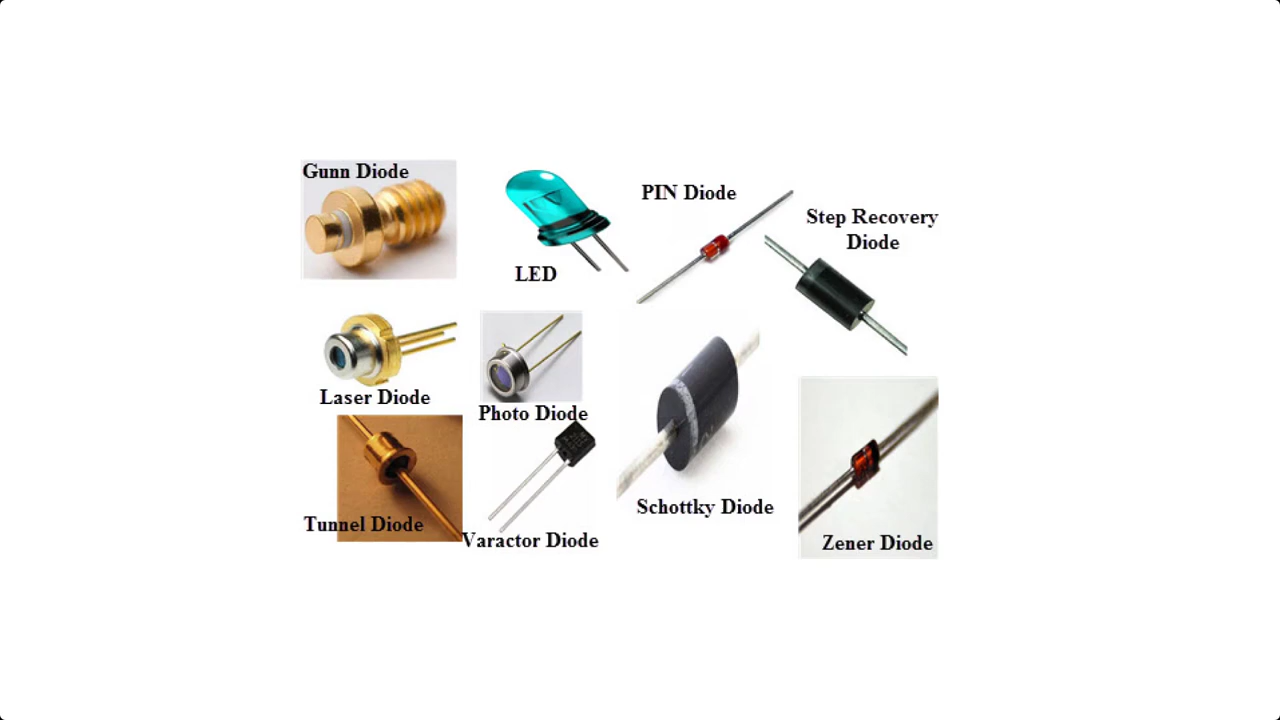 Gunn Diode
LED
PIN Diode
Step Recovery
Diode
Laser Diode
Photo Diode
Schottky Diode
Tunnel Diode
Varactor Diode
Zener Diode